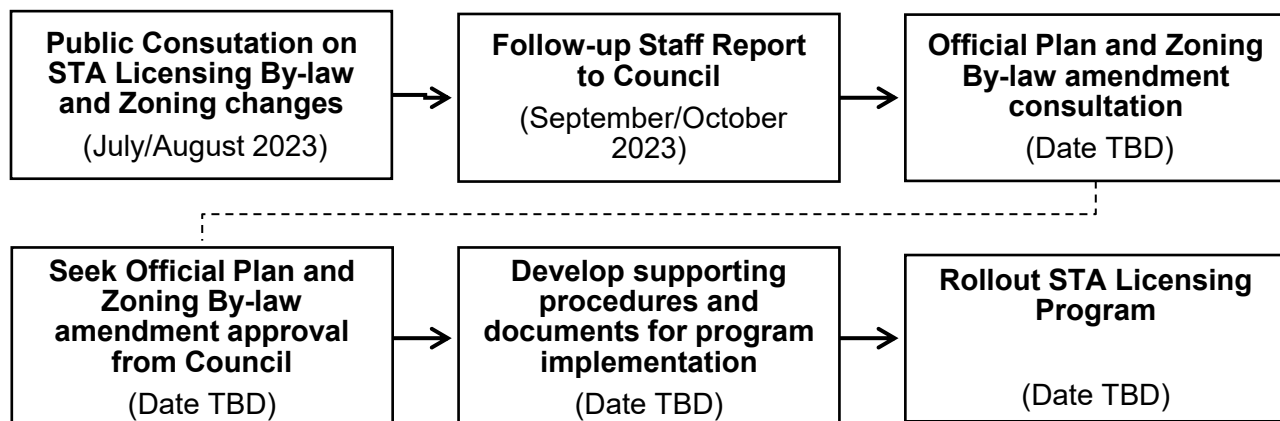 Public Consutation on
STA Licensing By-law
and Zoning changes
(July/August 2023)
Follow-up Staff Report
to Council
(September/October
2023)
Official Plan and Zoning
By-law amendment
consultation
(Date TBD)
Seek Official Plan and
Zoning By-law
amendment approval
from Council
(Date TBD)
Develop supporting
procedures and
documents for program
implementation
(Date TBD)
Rollout STA Licensing
Program
(Date TBD)